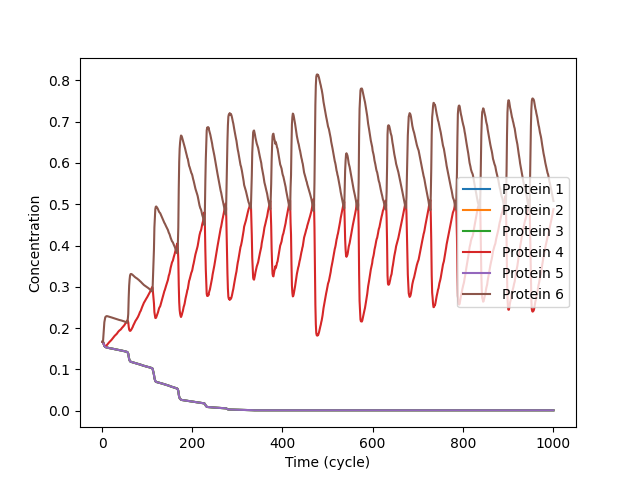 0.8
0.7
0.6
0.5
0.4
0.3
0.2
0.1
0.0
Concentration
0 200 400 600 800 1000
Time (cycle)
Protein 1
Protein 2
Protein 3
Protein 4
Protein 5
Protein 6